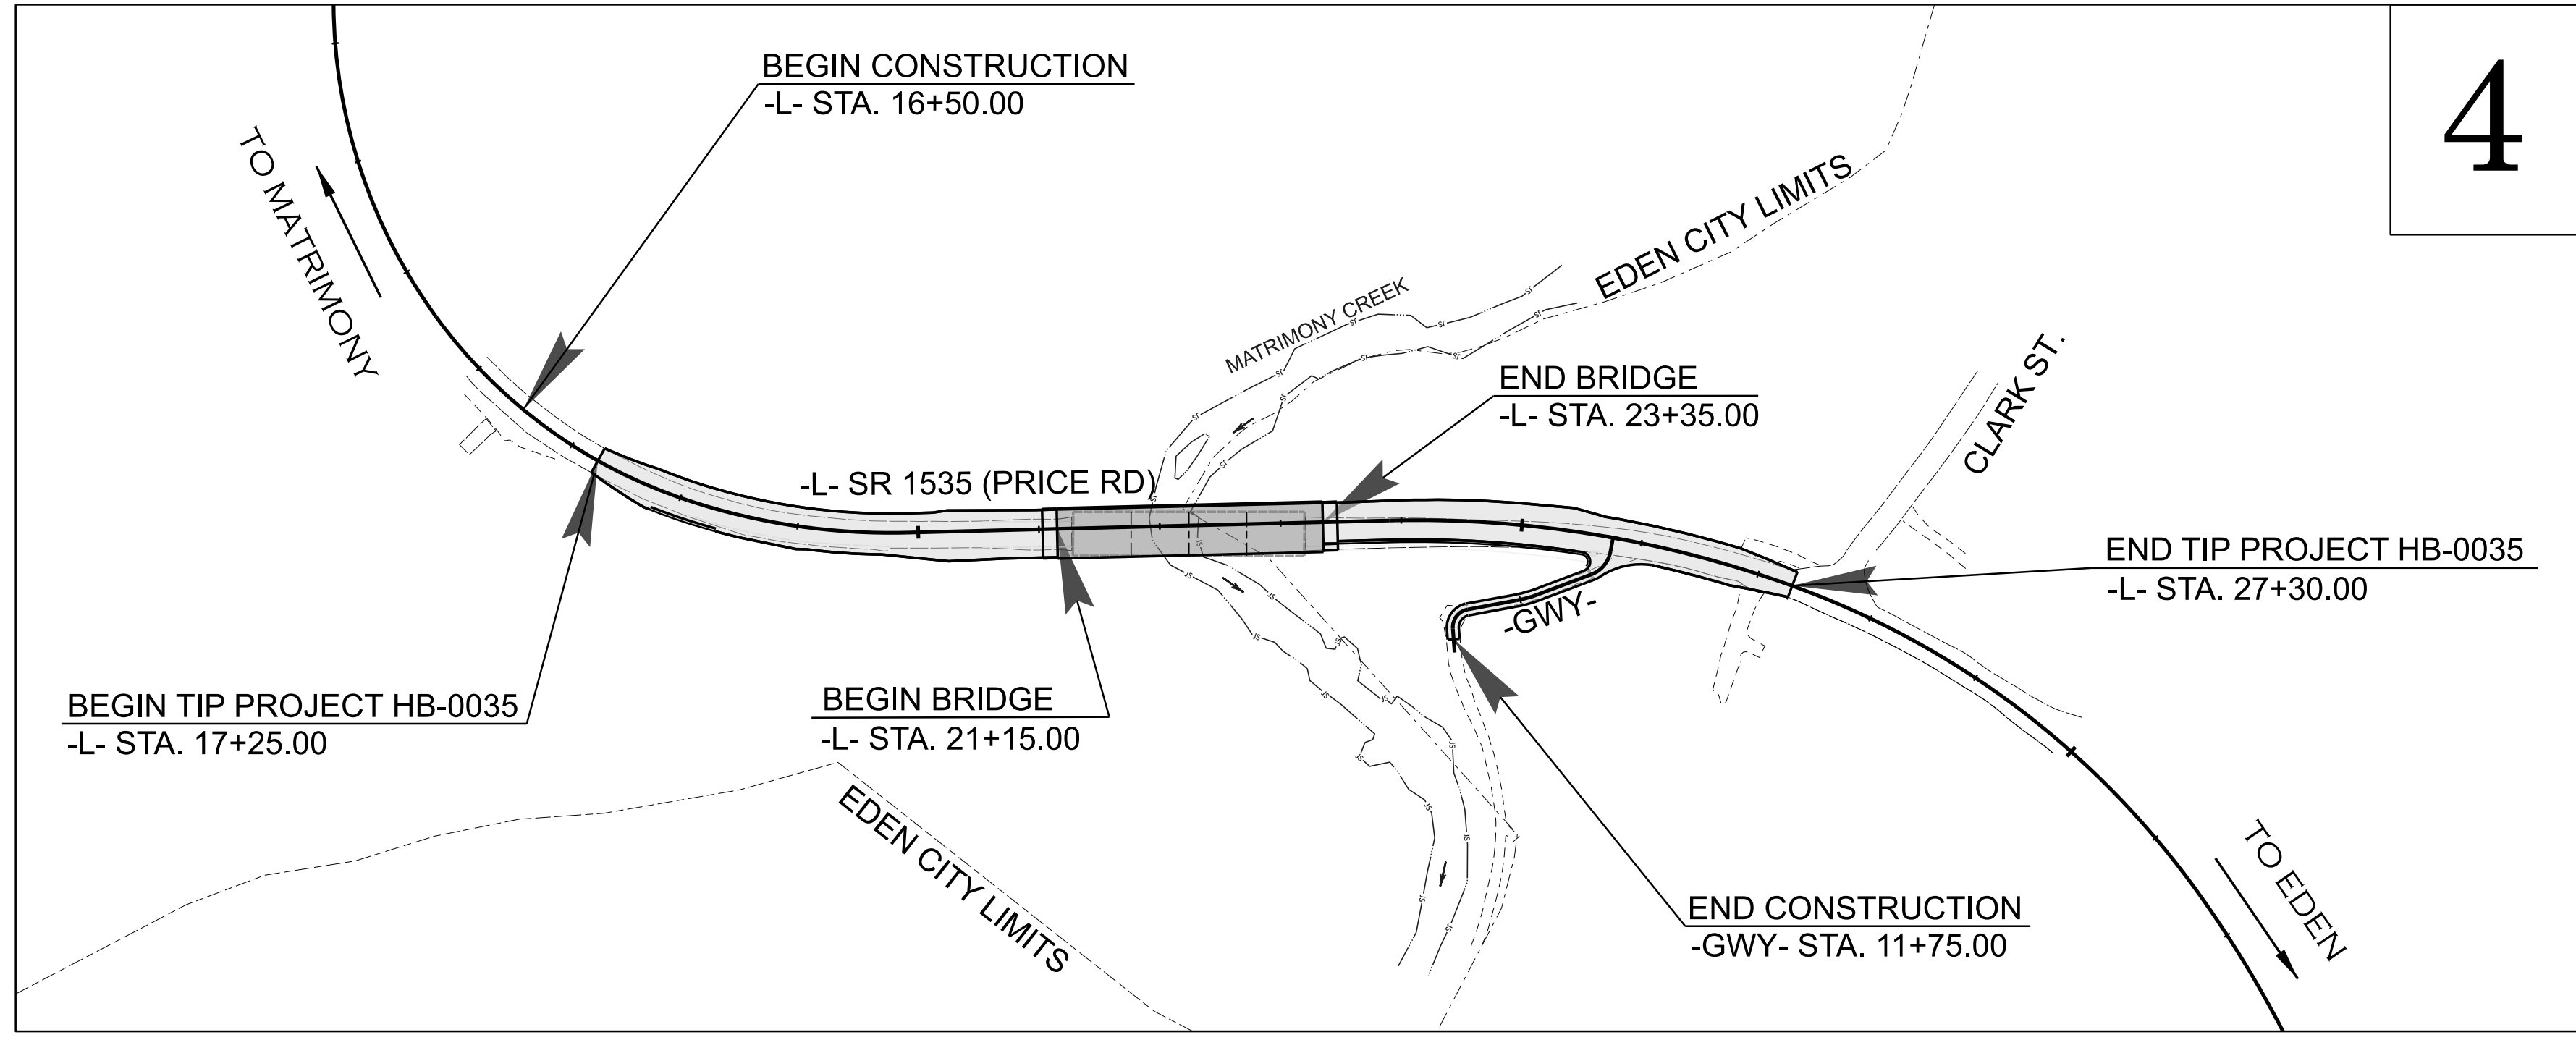 4
BEGIN CONSTRUCTION
-L- STA. 16+50.00
TO MATRIMONY
EDEN CITY LIMITS
MATRIMONY CREEK
END BRIDGE
-L- STA. 23+35.00
CLARK ST.
-L- SR 1535 (PRICE RD)
END TIP PROJECT HB-0035
-L- STA. 27+30.00
-GWY-
BEGIN TIP PROJECT HB-0035
-L- STA. 17+25.00
BEGIN BRIDGE
-L- STA. 21+15.00
EDEN CITY LIMITS
END CONSTRUCTION
-GWY- STA. 11+75.00
TO EDEN